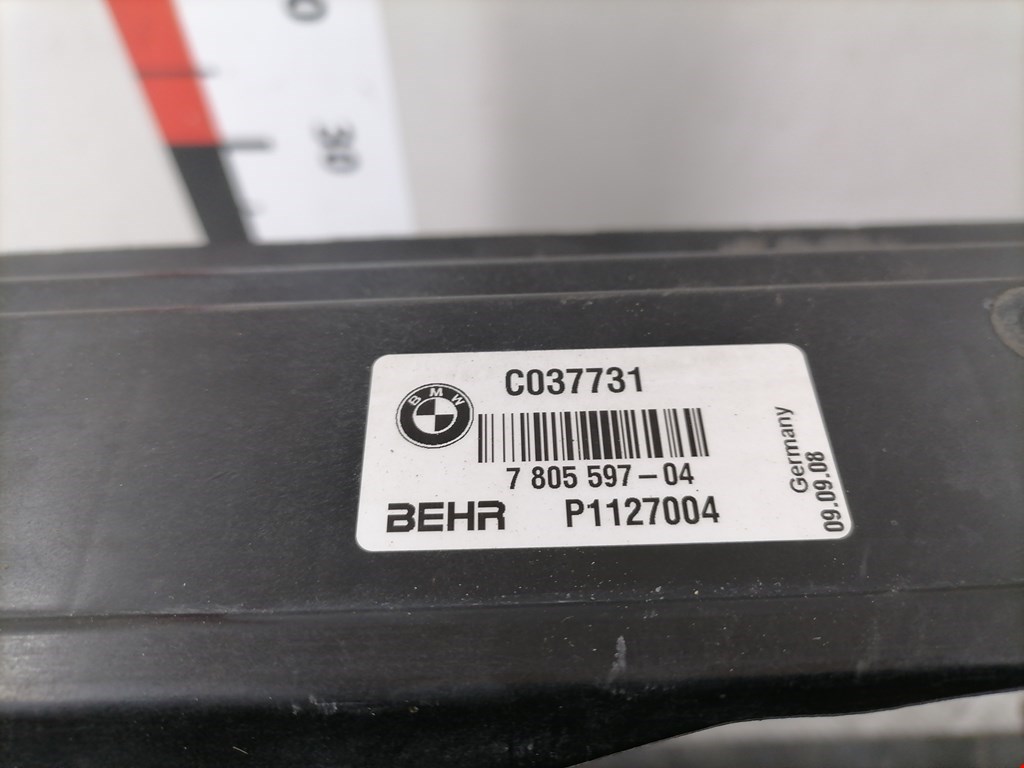 30
C037731
BMW
7 805 597-04
BEHR P1127004
Germany
09.09.08